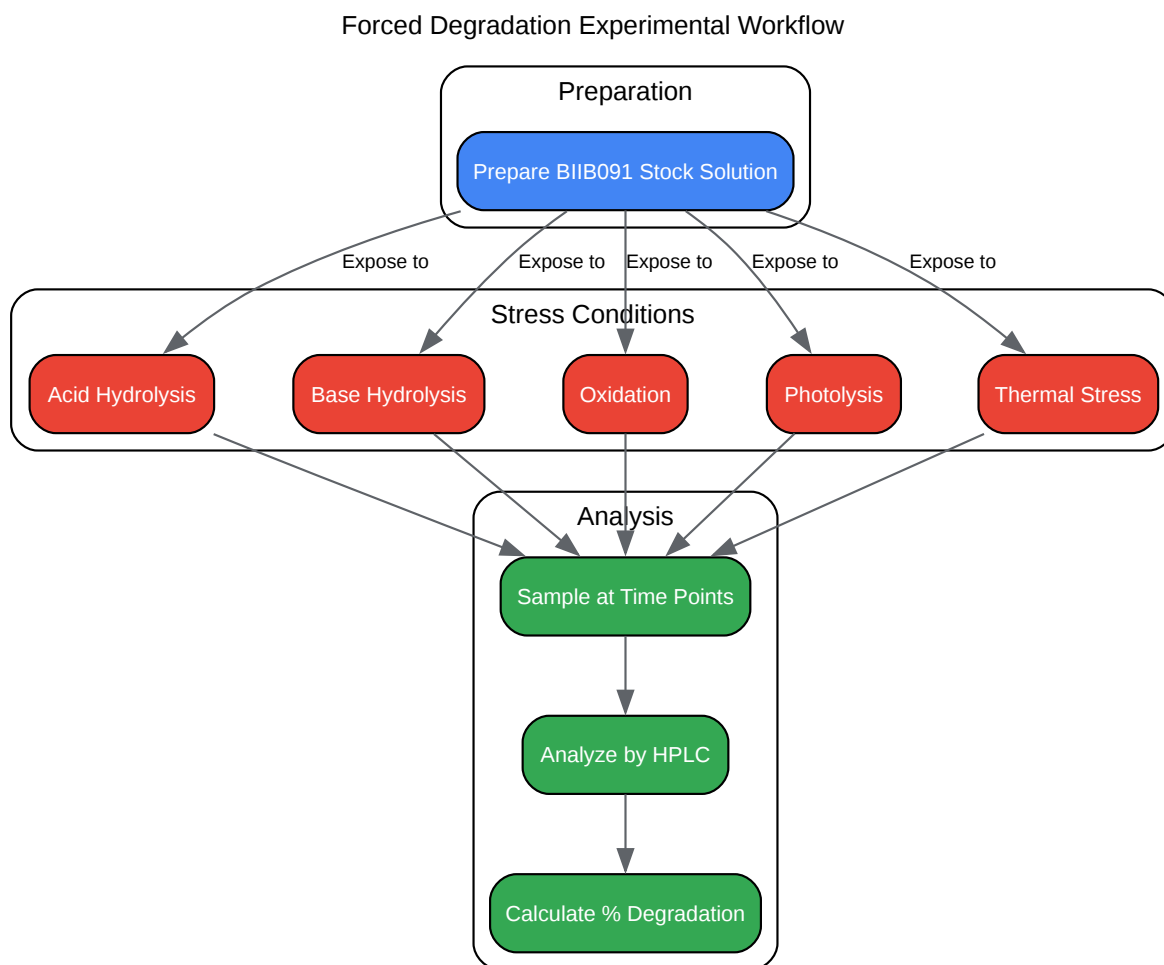 Forced Degradation Experimental Workflow
Preparation
Prepare BIIB091 Stock Solution
Expose to
Expose to
Expose to
Expose to
Expose to
Stress Conditions
Acid Hydrolysis
Base Hydrolysis
Oxidation
Photolysis
Thermal Stress
Analysis
Sample at Time Points
Analyze by HPLC
Calculate % Degradation